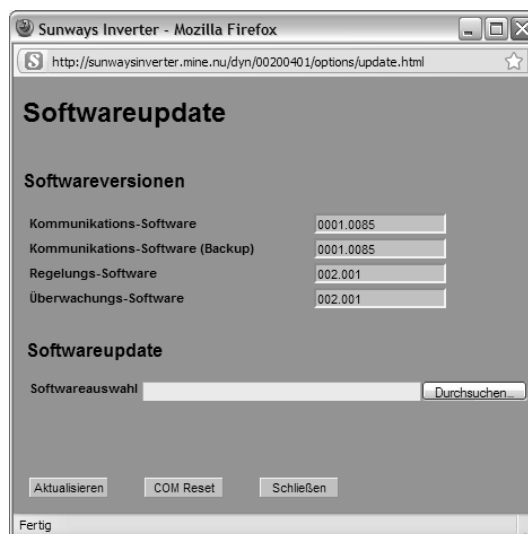 Sunways Inverter - Mozilla Firefox
http://sunwaysinverter.mine.nu/dyn/00200401/options/update.html
Softwareupdate
Softwareversionen
Kommunikations-Software 0001.0085
Kommunikations-Software (Backup) 0001.0085
Regelungs-Software 002.001
Überwachungs-Software 002.001
Softwareupdate
Softwareauswahl Durchsuchen...
Aktualisieren COM Reset Schließen
Fertig